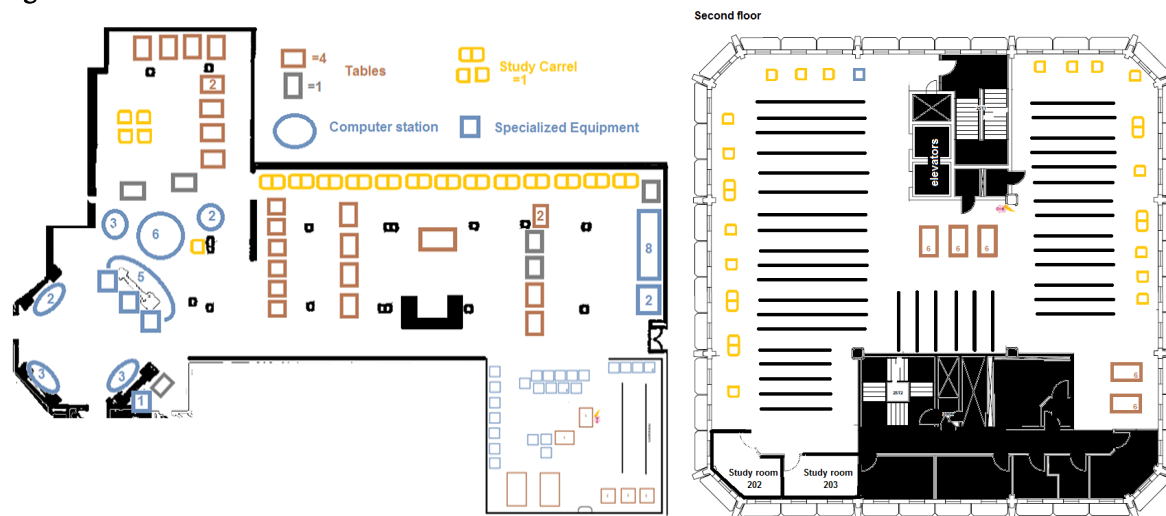 Second floor
=4
Tables
=1
Study Carrel
=1
Computer station
Specialized Equipment
2
3
6
2
5
2
3
3
1
2
8
2
elevators
6
6
6
6
6
Study room
202
Study room
203